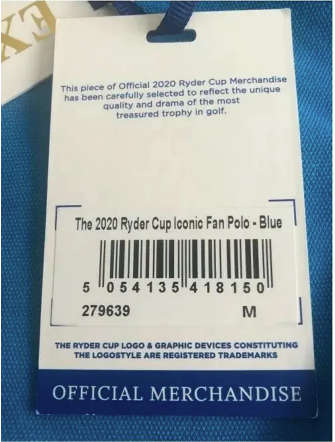 EX
This piece of Official 2020 Ryder Cup Merchandise
has been carefully selected to reflect the unique
quality and drama of the most
treasured trophy in golf.
The 2020 Ryder Cup Iconic Fan Polo - Blue
5 054135 418150
279639 M
THE RYDER CUP LOGO & GRAPHIC DEVICES CONSTITUTING
THE LOGOSTYLE ARE REGISTERED TRADEMARKS
OFFICIAL MERCHANDISE